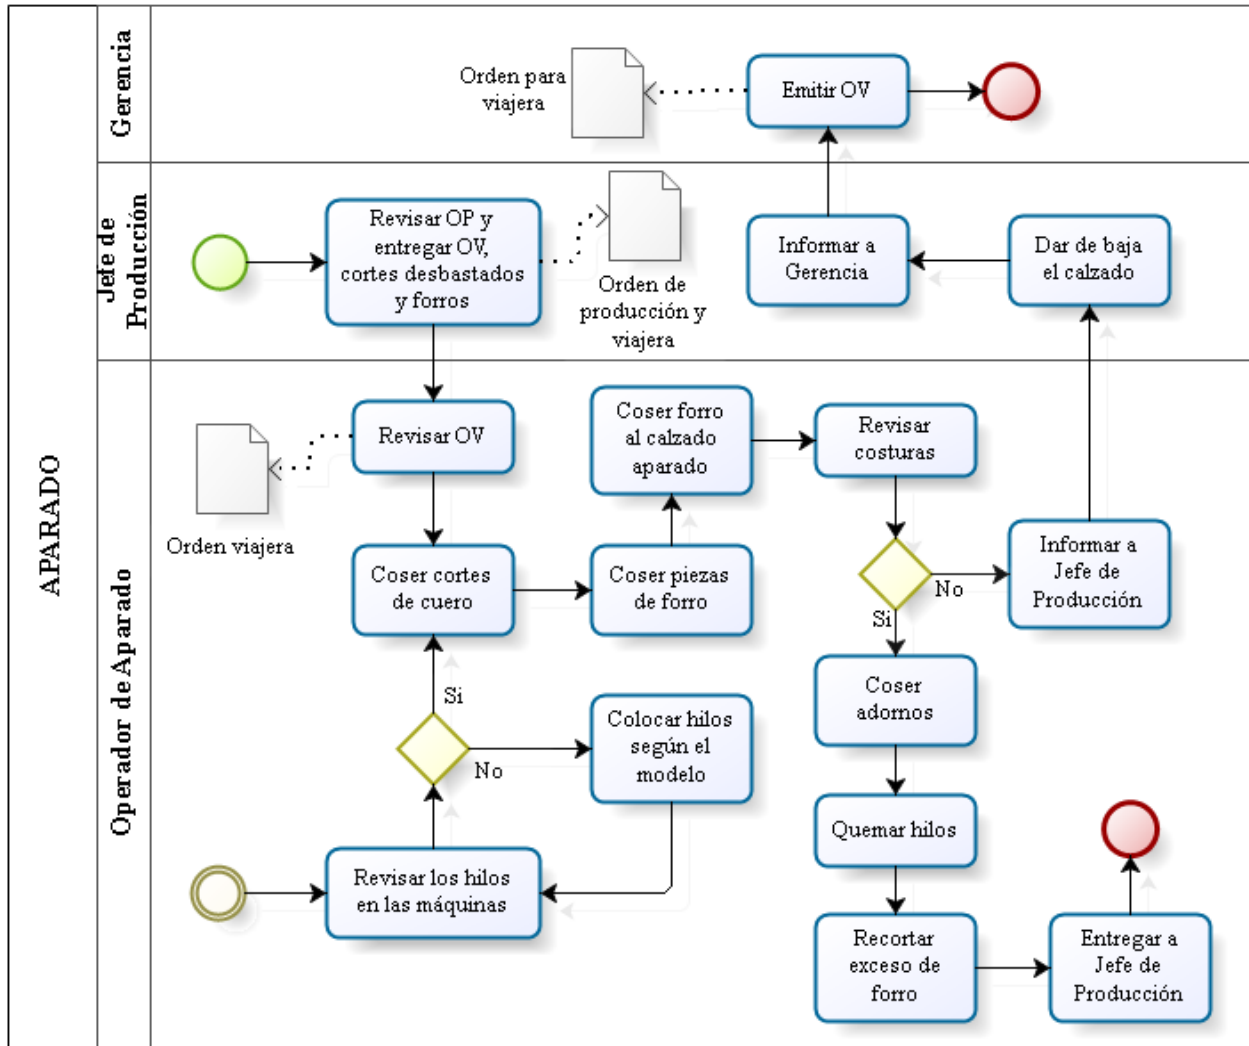 APARADO
Gerencia
Orden para
viajera
Emitir OV
Jefe de
Producción
Revisar OP y
entregar OV,
cortes desbastados
y forros
Orden de
producción y
viajera
Informar a
Gerencia
Dar de baja
el calzado
Operador de Aparado
Revisar OV
Orden viajera
Coser cortes
de cuero
Coser piezas
de forro
Coser forro
al calzado
aparado
Revisar
costuras
No
Si
Informar a
Jefe de
Producción
Coser
adornos
Si
No
Colocar hilos
según el
modelo
Revisar los hilos
en las máquinas
Quemar hilos
Recortar
exceso de
forro
Entregar a
Jefe de
Producción